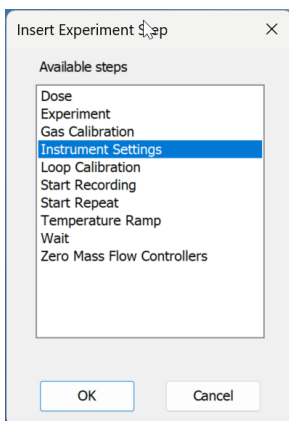 Insert Experiment Step
Available steps
Dose
Experiment
Gas Calibration
Instrument Settings
Loop Calibration
Start Recording
Start Repeat
Temperature Ramp
Wait
Zero Mass Flow Controllers
OK
Cancel